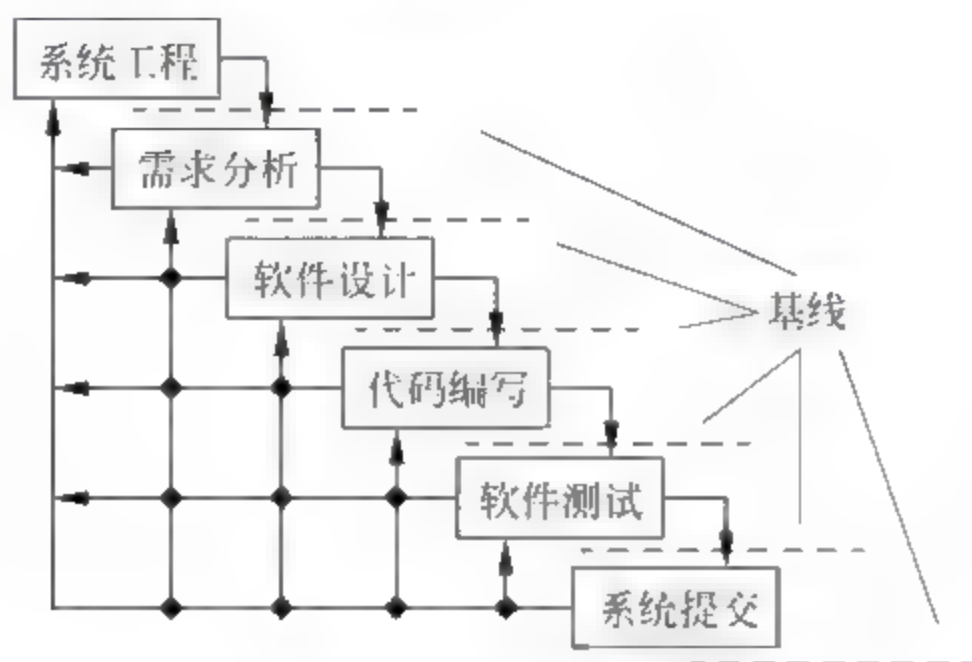 系统工程
需求分析
软件设计
基线
代码编写
软件测试
系统提交